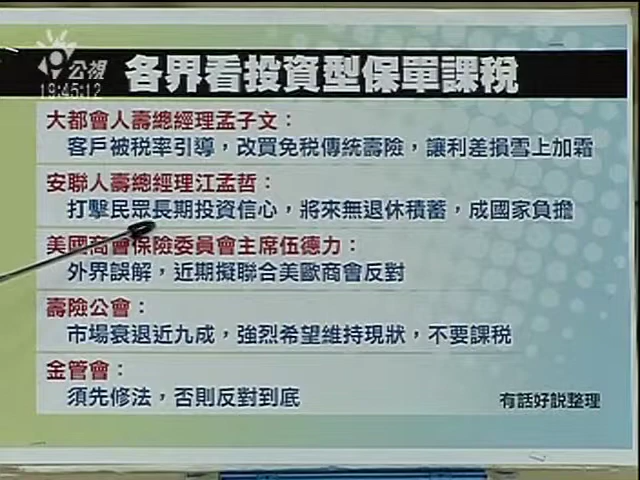 公視
19:45:12
各界看投資型保單課稅
大都會人壽總經理孟子文：
客戶被稅率引導，改買免稅傳統壽險，讓利差損雪上加霜
安聯人壽總經理江孟哲：
打擊民眾長期投資信心，將來無退休積蓄，成國家負擔
美國商會保險委員會主席伍德力：
外界誤解，近期擬聯合美歐商會反對
壽險公會：
市場衰退近九成，強烈希望維持現狀，不要課稅
金管會：
須先修法，否則反對到底
有話好說整理